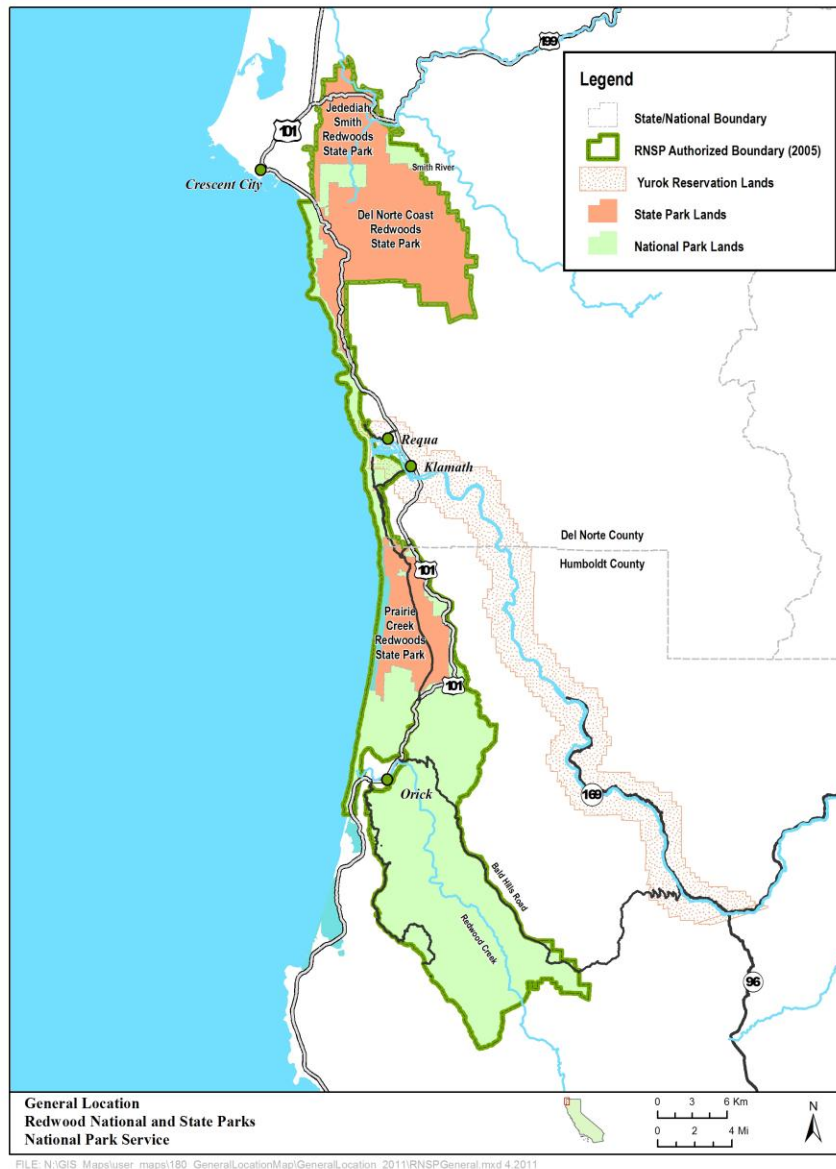 199
Legend
State/National Boundary
RNSP Authorized Boundary (2005)
Yurok Reservation Lands
State Park Lands
National Park Lands
Jedediah
Smith
Redwoods
State Park
101
Smith River
Crescent City
Del Norte Coast
Redwoods
State Park
Requa
Klamath
Del Norte County
Humboldt County
101
Prairie
Creek
Redwoods
State Park
101
Orick
169
Bald Hills Road
Redwood Creek
96
General Location
Redwood National and State Parks
National Park Service
0 3 6 Km
0 2 4 Mi
N
FILE: N:\GIS_Maps\user_maps\180_GeneralLocationMap\GeneralLocation_2011\RNSPGeneral.mxd 4.2011